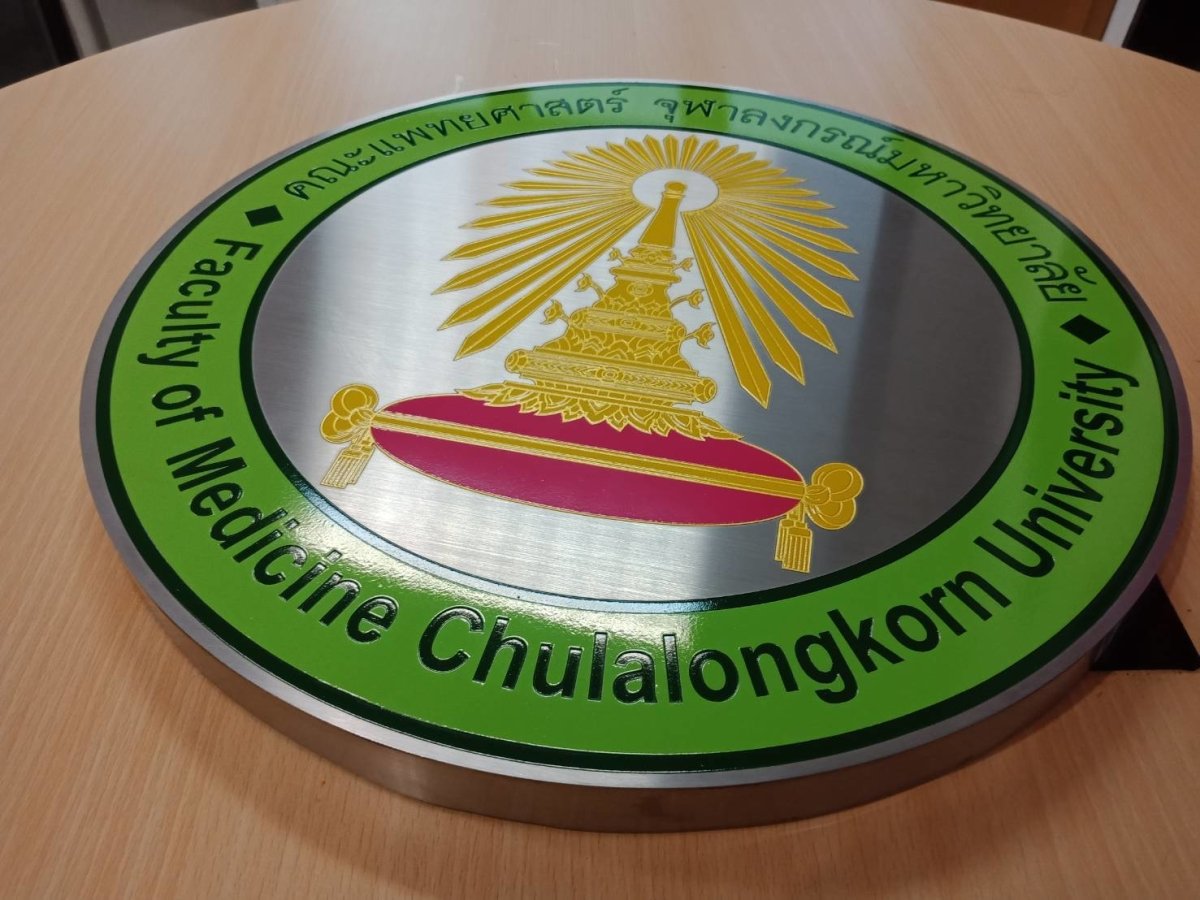 คณะแพทยศาสตร์ จุฬาลงกรณ์มหาวิทยาลัย
Faculty of Medicine Chulalongkorn University